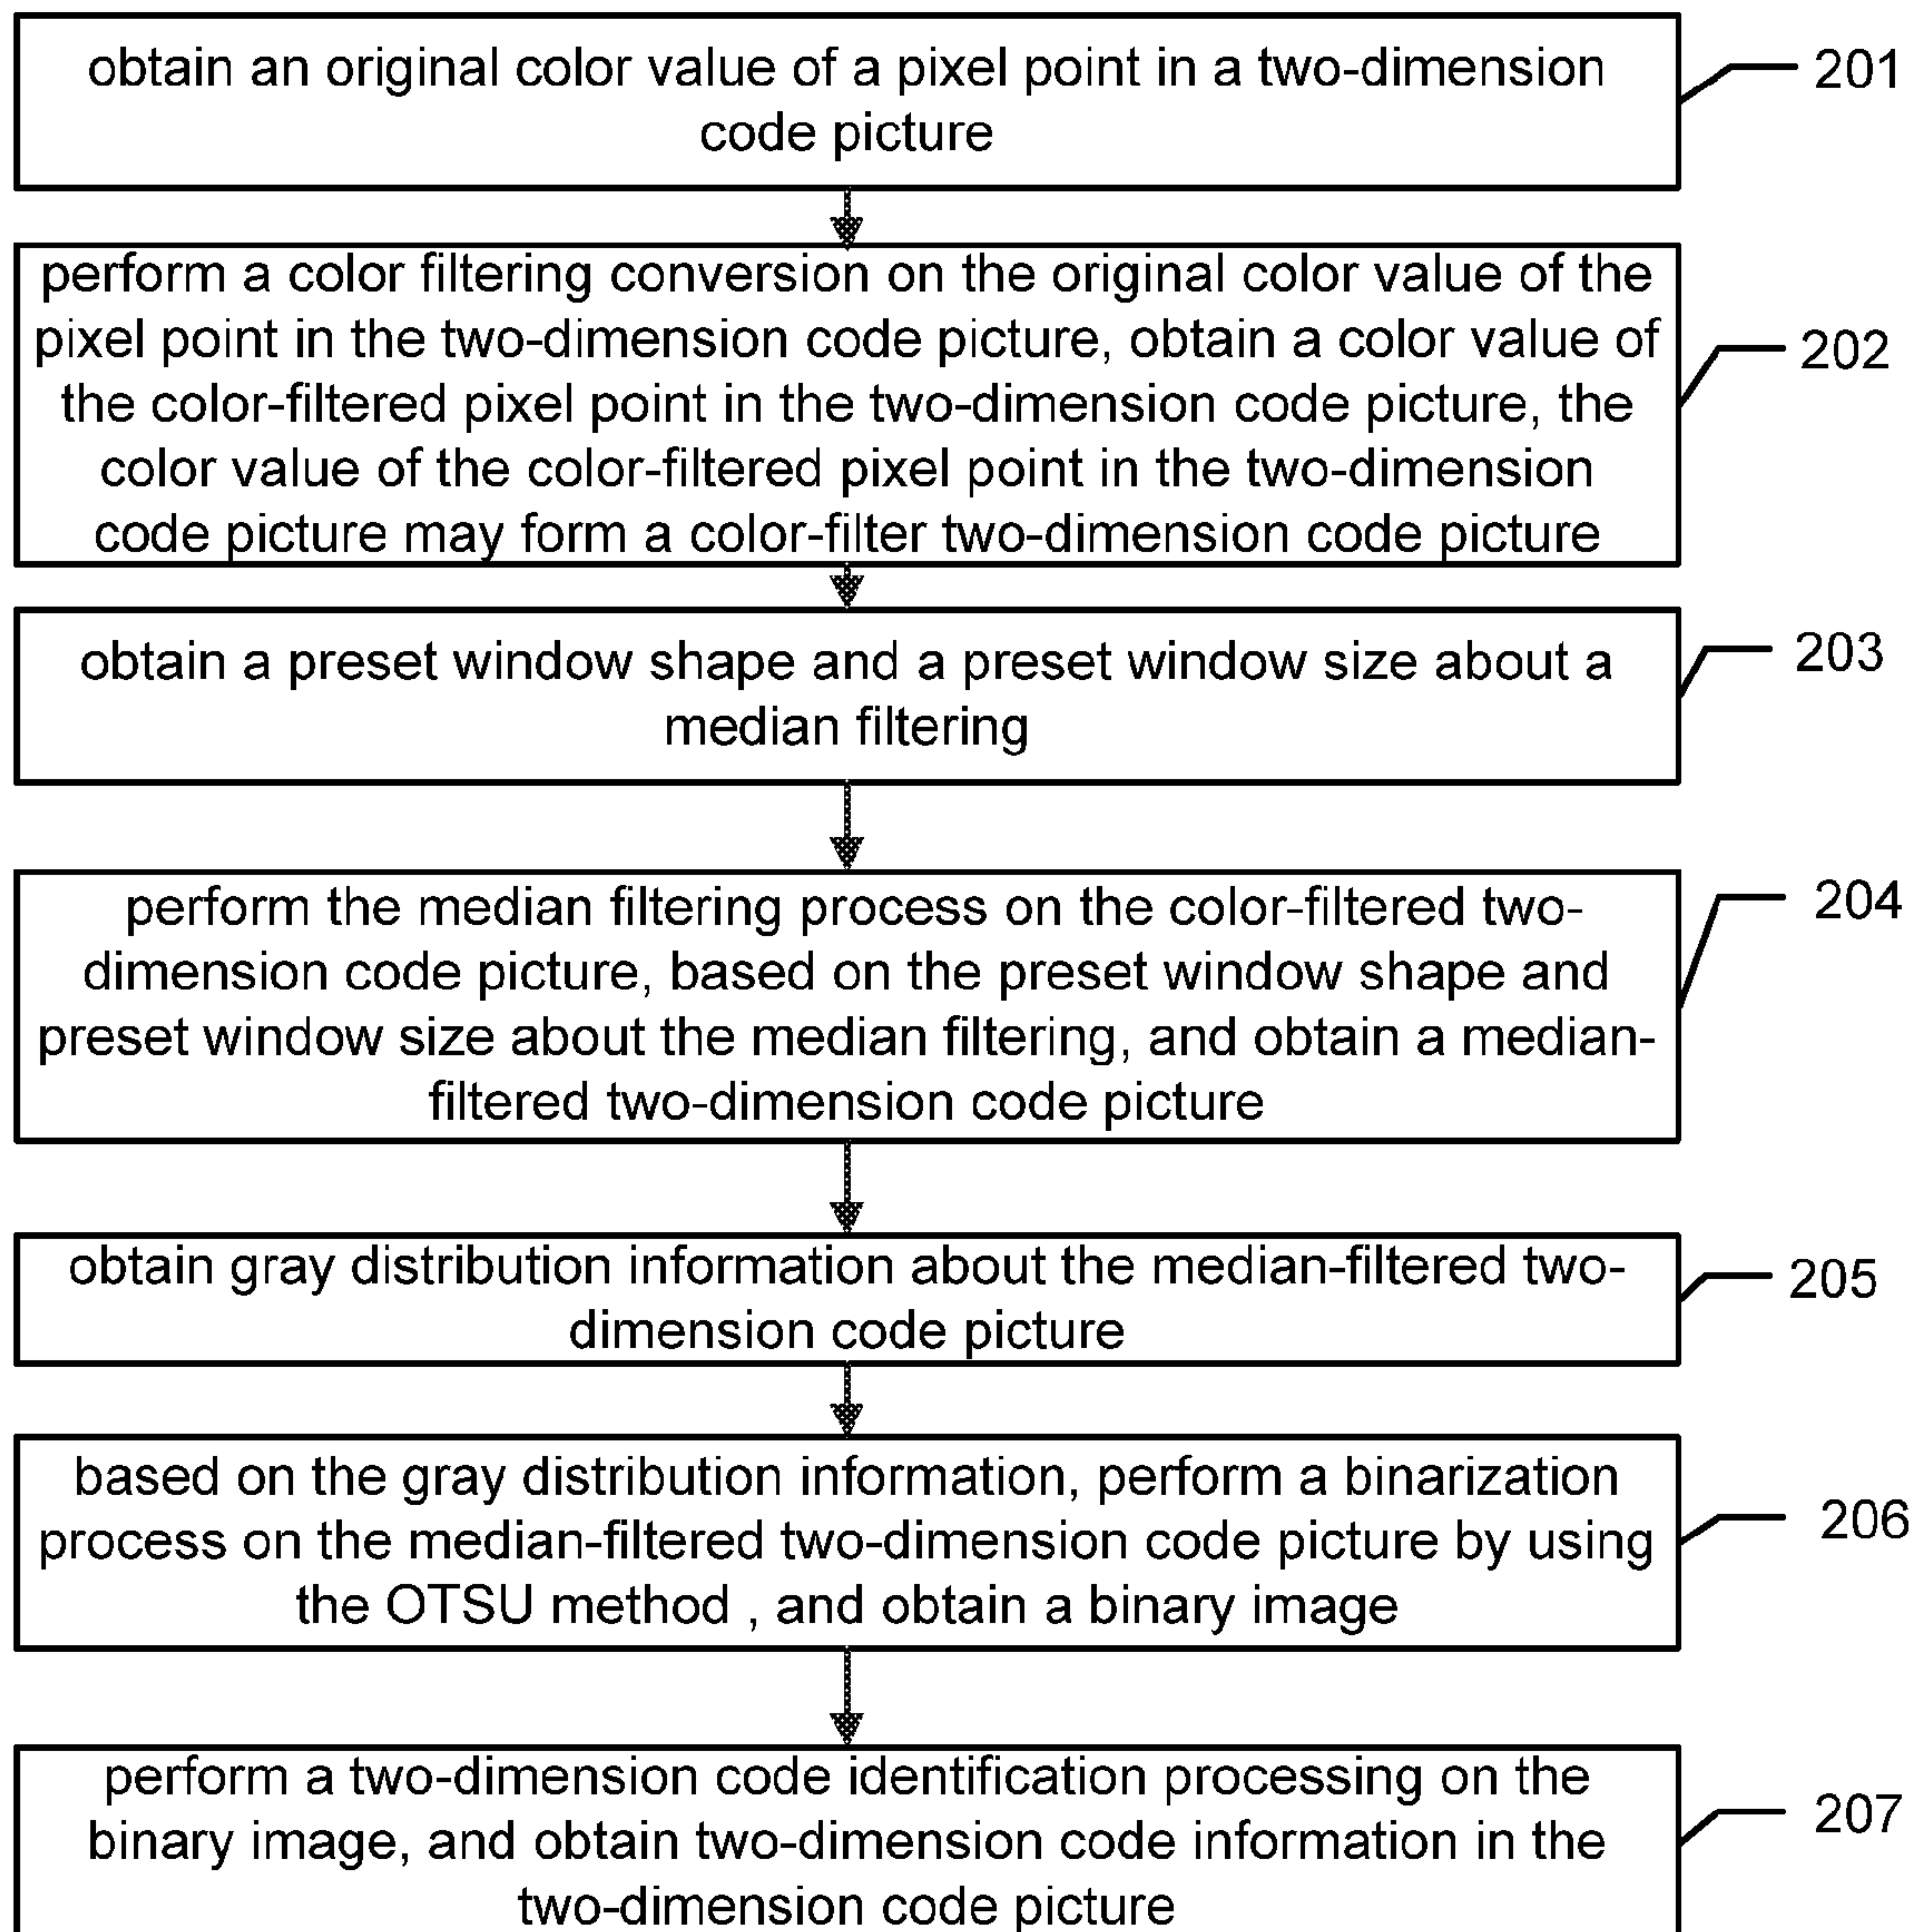 obtain an original color value of a pixel point in a two-dimension
code picture
201
perform a color filtering conversion on the original color value of the
pixel point in the two-dimension code picture, obtain a color value of
the color-filtered pixel point in the two-dimension code picture, the
color value of the color-filtered pixel point in the two-dimension
code picture may form a color-filter two-dimension code picture
202
obtain a preset window shape and a preset window size about a
median filtering
203
perform the median filtering process on the color-filtered two-
dimension code picture, based on the preset window shape and
preset window size about the median filtering, and obtain a median-
filtered two-dimension code picture
204
obtain gray distribution information about the median-filtered two-
dimension code picture
205
based on the gray distribution information, perform a binarization
process on the median-filtered two-dimension code picture by using
the OTSU method , and obtain a binary image
206
perform a two-dimension code identification processing on the
binary image, and obtain two-dimension code information in the
two-dimension code picture
207